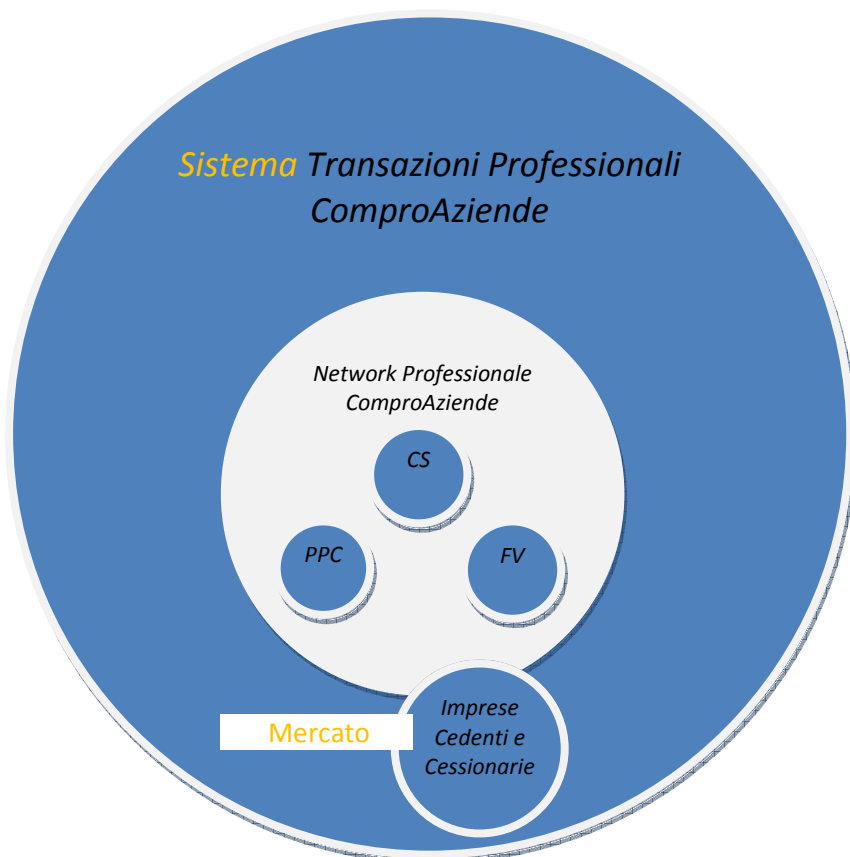 Sistema Transazioni Professionali
ComproAziende
Network Professionale
ComproAziende
CS
PPC
FV
Mercato
Imprese
Cedenti e
Cessionarie